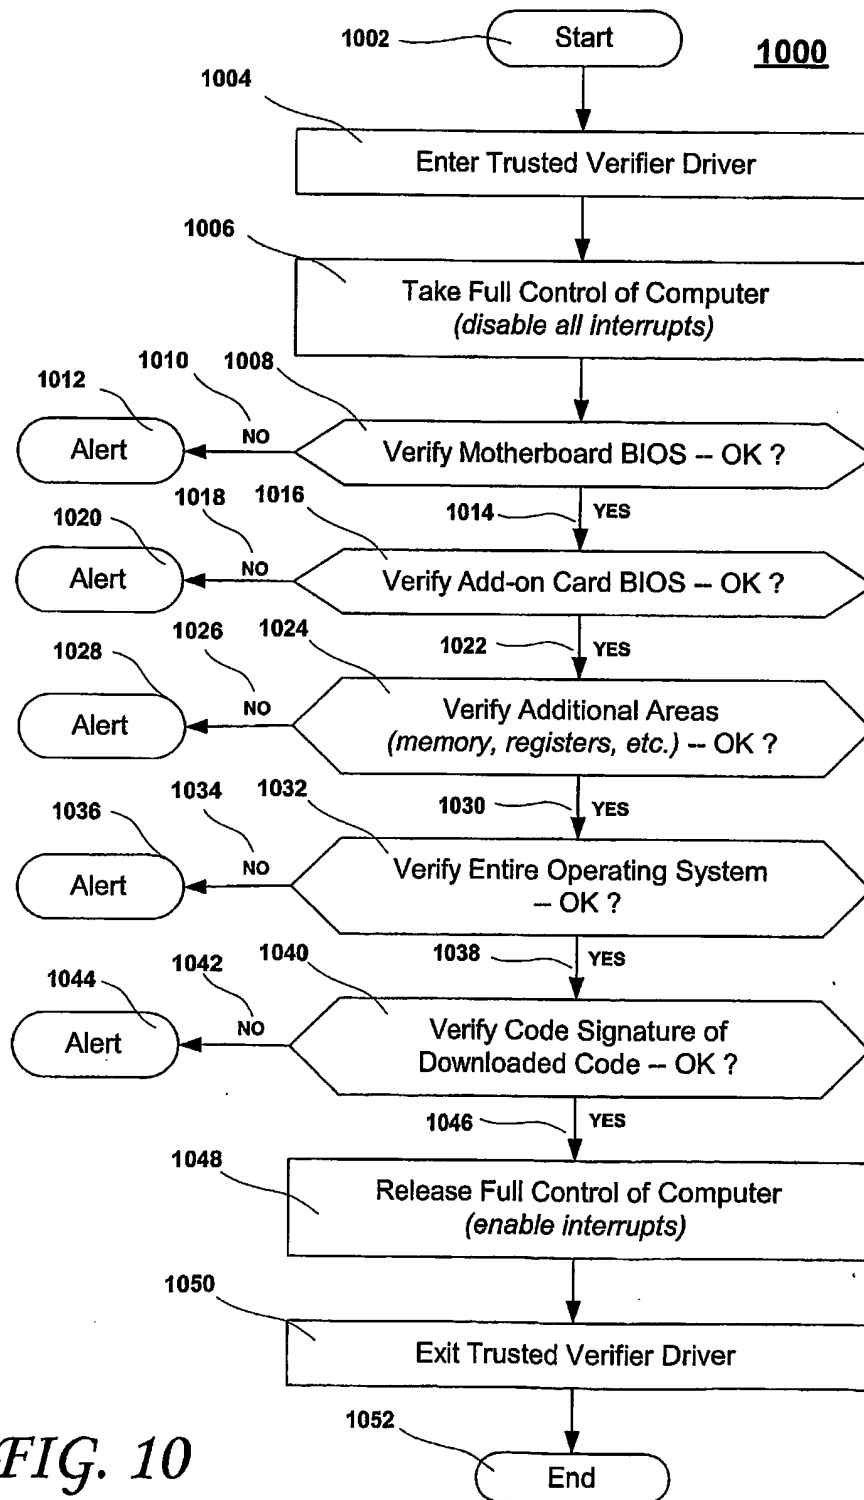 1002
Start
1000
1004
Enter Trusted Verifier Driver
1006
Take Full Control of Computer
(disable all interrupts)
1012
1010
1008
Alert
NO
Verify Motherboard BIOS -- OK ?
1014
YES
1020
1018
1016
Alert
NO
Verify Add-on Card BIOS -- OK ?
1022
YES
1028
1026
1024
Alert
NO
Verify Additional Areas
(memory, registers, etc.) -- OK ?
1030
YES
1036
1034
1032
Alert
NO
Verify Entire Operating System
-- OK ?
1038
YES
1044
1042
1040
Alert
NO
Verify Code Signature of
Downloaded Code -- OK ?
1046
YES
1048
Release Full Control of Computer
(enable interrupts)
1050
Exit Trusted Verifier Driver
1052
End
FIG. 10